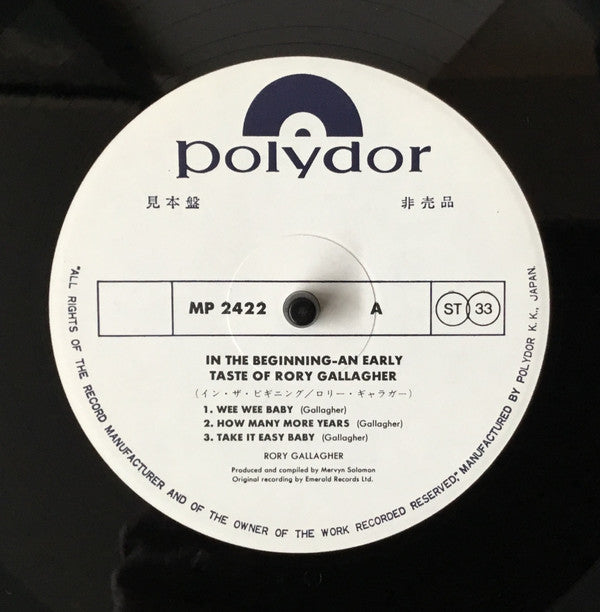 polydor
見本盤 非売品
MP 2422 A ST 33
IN THE BEGINNING-AN EARLY
TASTE OF RORY GALLAGHER
(イン・ザ・ビギニング/ロリー・ギャラガー)
1. WEE WEE BABY (Gallagher)
2. HOW MANY MORE YEARS (Gallagher)
3. TAKE IT EASY BABY (Gallagher)
RORY GALLAGHER
Produced and compiled by Mervyn Solomon
Original recording by Emerald Records Ltd.
"ALL RIGHTS OF THE RECORD MANUFACTURER AND OF THE OWNER OF THE WORK RECORDED RESERVED," MANUFACTURED BY POLYDOR K.K., JAPAN.